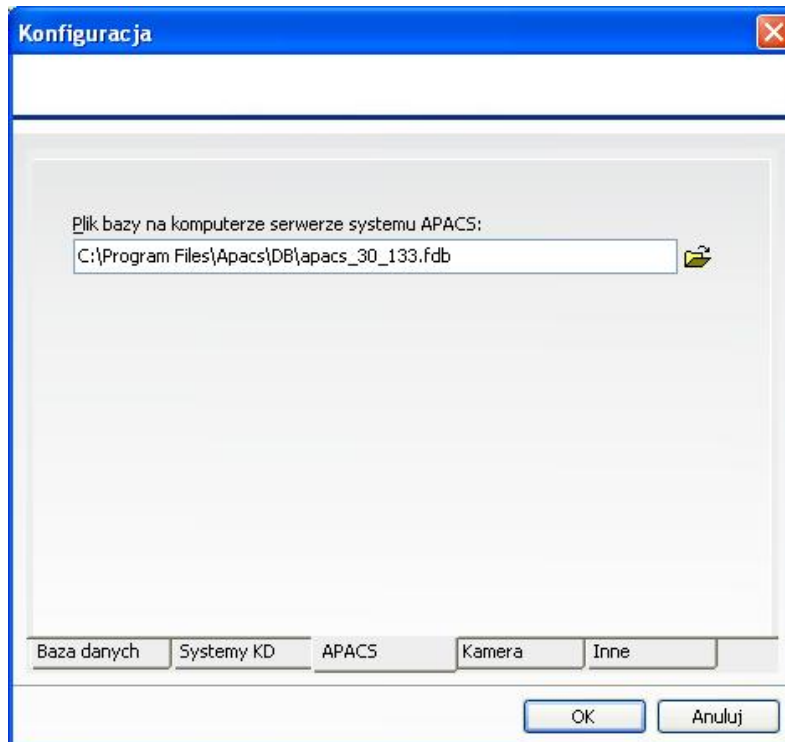 Konfiguracja
Plik bazy na komputerze serwerze systemu APACS:
C:\Program Files\Apacs\DB\apacs_30_133.fdb
Baza danych Systemy KD APACS Kamera Inne
OK Anuluj